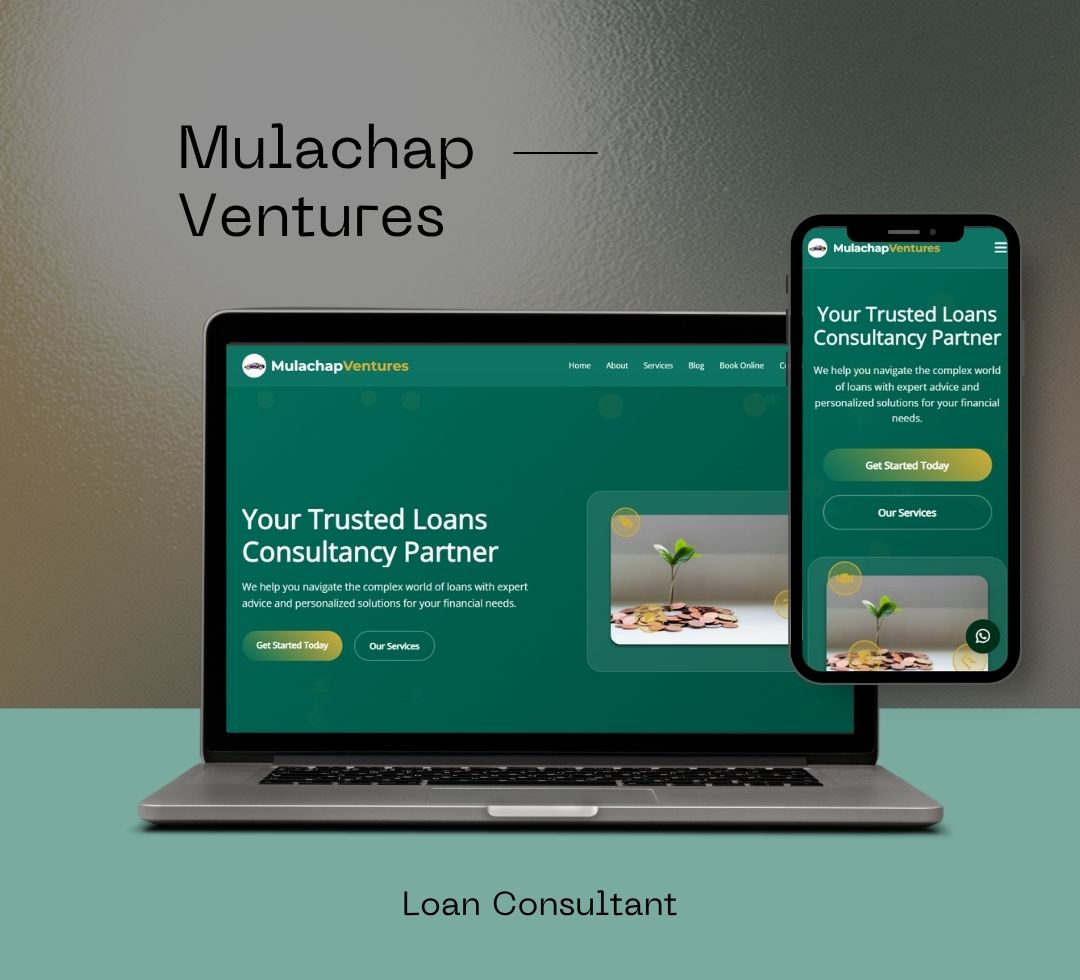 Mulachap
Ventures
MulachapVentures
Home About Services Blog Book Online
Your Trusted Loans
Consultancy Partner
We help you navigate the complex world of loans with expert
advice and personalized solutions for your financial needs.
Get Started Today Our Services
MulachapVentures
Your Trusted Loans
Consultancy Partner
We help you navigate the complex world
of loans with expert advice and
personalized solutions for your financial
needs.
Get Started Today
Our Services
Loan Consultant